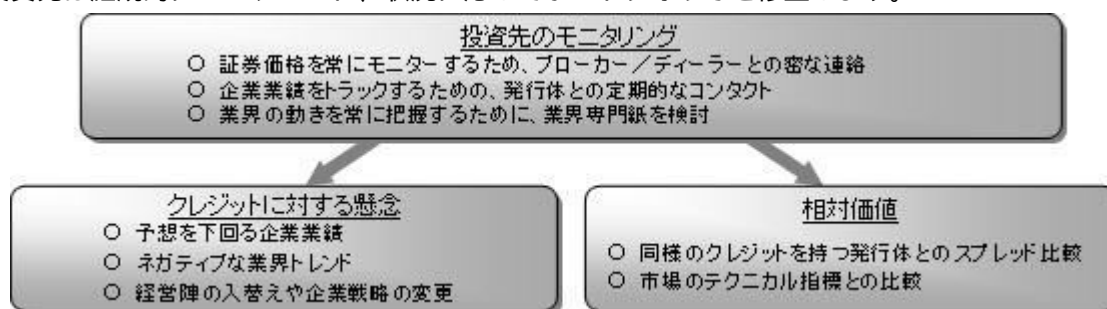 投資先のモニタリング
○ 証券価格を常にモニターするため、ブローカー／ディーラーとの密な連絡
○ 企業業績をトラックするための、発行体との定期的なコンタクト
○ 業界の動きを常に把握するために、業界専門紙を検討
クレジットに対する懸念
○ 予想を下回る企業業績
○ ネガティブな業界トレンド
○ 経営陣の入替えや企業戦略の変更
相対価値
○ 同様のクレジットを持つ発行体とのスプレッド比較
○ 市場のテクニカル指標との比較